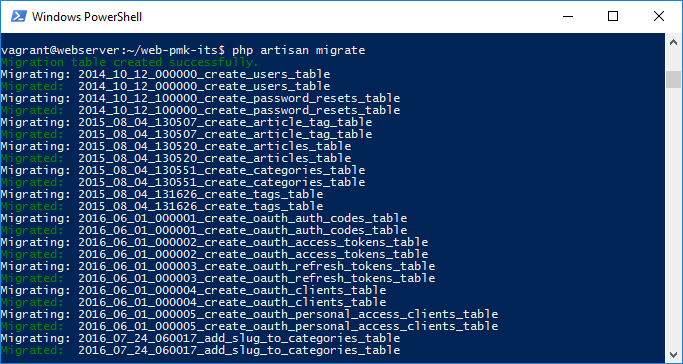 Windows PowerShell
vagrant@webserver:~/web-pmk-its$ php artisan migrate
Migration table created successfully.
Migrating: 2014_10_12_000000_create_users_table
Migrated:  2014_10_12_000000_create_users_table
Migrating: 2014_10_12_100000_create_password_resets_table
Migrated:  2014_10_12_100000_create_password_resets_table
Migrating: 2015_08_04_130507_create_article_tag_table
Migrated:  2015_08_04_130507_create_article_tag_table
Migrating: 2015_08_04_130520_create_articles_table
Migrated:  2015_08_04_130520_create_articles_table
Migrating: 2015_08_04_130551_create_categories_table
Migrated:  2015_08_04_130551_create_categories_table
Migrating: 2015_08_04_131626_create_tags_table
Migrated:  2015_08_04_131626_create_tags_table
Migrating: 2016_06_01_000001_create_oauth_auth_codes_table
Migrated:  2016_06_01_000001_create_oauth_auth_codes_table
Migrating: 2016_06_01_000002_create_oauth_access_tokens_table
Migrated:  2016_06_01_000002_create_oauth_access_tokens_table
Migrating: 2016_06_01_000003_create_oauth_refresh_tokens_table
Migrated:  2016_06_01_000003_create_oauth_refresh_tokens_table
Migrating: 2016_06_01_000004_create_oauth_clients_table
Migrated:  2016_06_01_000004_create_oauth_clients_table
Migrating: 2016_06_01_000005_create_oauth_personal_access_clients_table
Migrated:  2016_06_01_000005_create_oauth_personal_access_clients_table
Migrating: 2016_07_24_060017_add_slug_to_categories_table
Migrated:  2016_07_24_060017_add_slug_to_categories_table